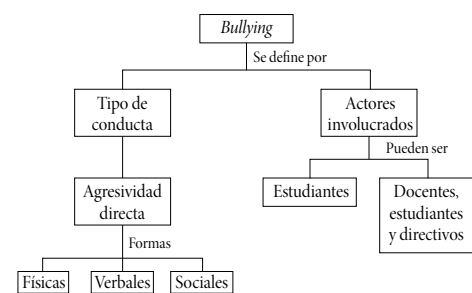 Bullying
Se define por
Tipo de
conducta
Actores
involucrados
Pueden ser
Agresividad
directa
Estudiantes
Docentes,
estudiantes
y directivos
Formas
Físicas
Verbales
Sociales